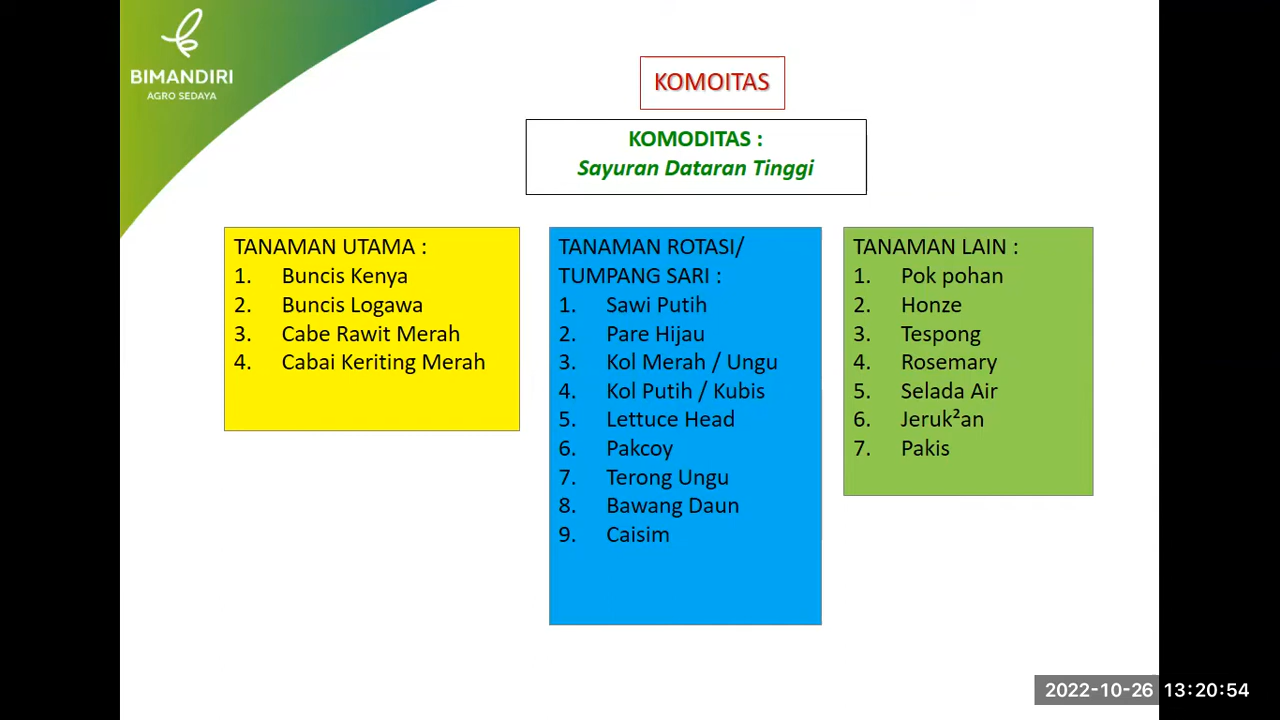 BIMANDIRI
AGRO SEDAYA
KOMOITAS
KOMODITAS :
Sayuran Dataran Tinggi
TANAMAN UTAMA :
1. Buncis Kenya
2. Buncis Logawa
3. Cabe Rawit Merah
4. Cabai Keriting Merah
TANAMAN ROTASI/
TUMPANG SARI :
1. Sawi Putih
2. Pare Hijau
3. Kol Merah / Ungu
4. Kol Putih / Kubis
5. Lettuce Head
6. Pakcoy
7. Terong Ungu
8. Bawang Daun
9. Caisim
TANAMAN LAIN :
1. Pok pohan
2. Honze
3. Tespong
4. Rosemary
5. Selada Air
6. Jeruk²an
7. Pakis
2022-10-26 13:20:54